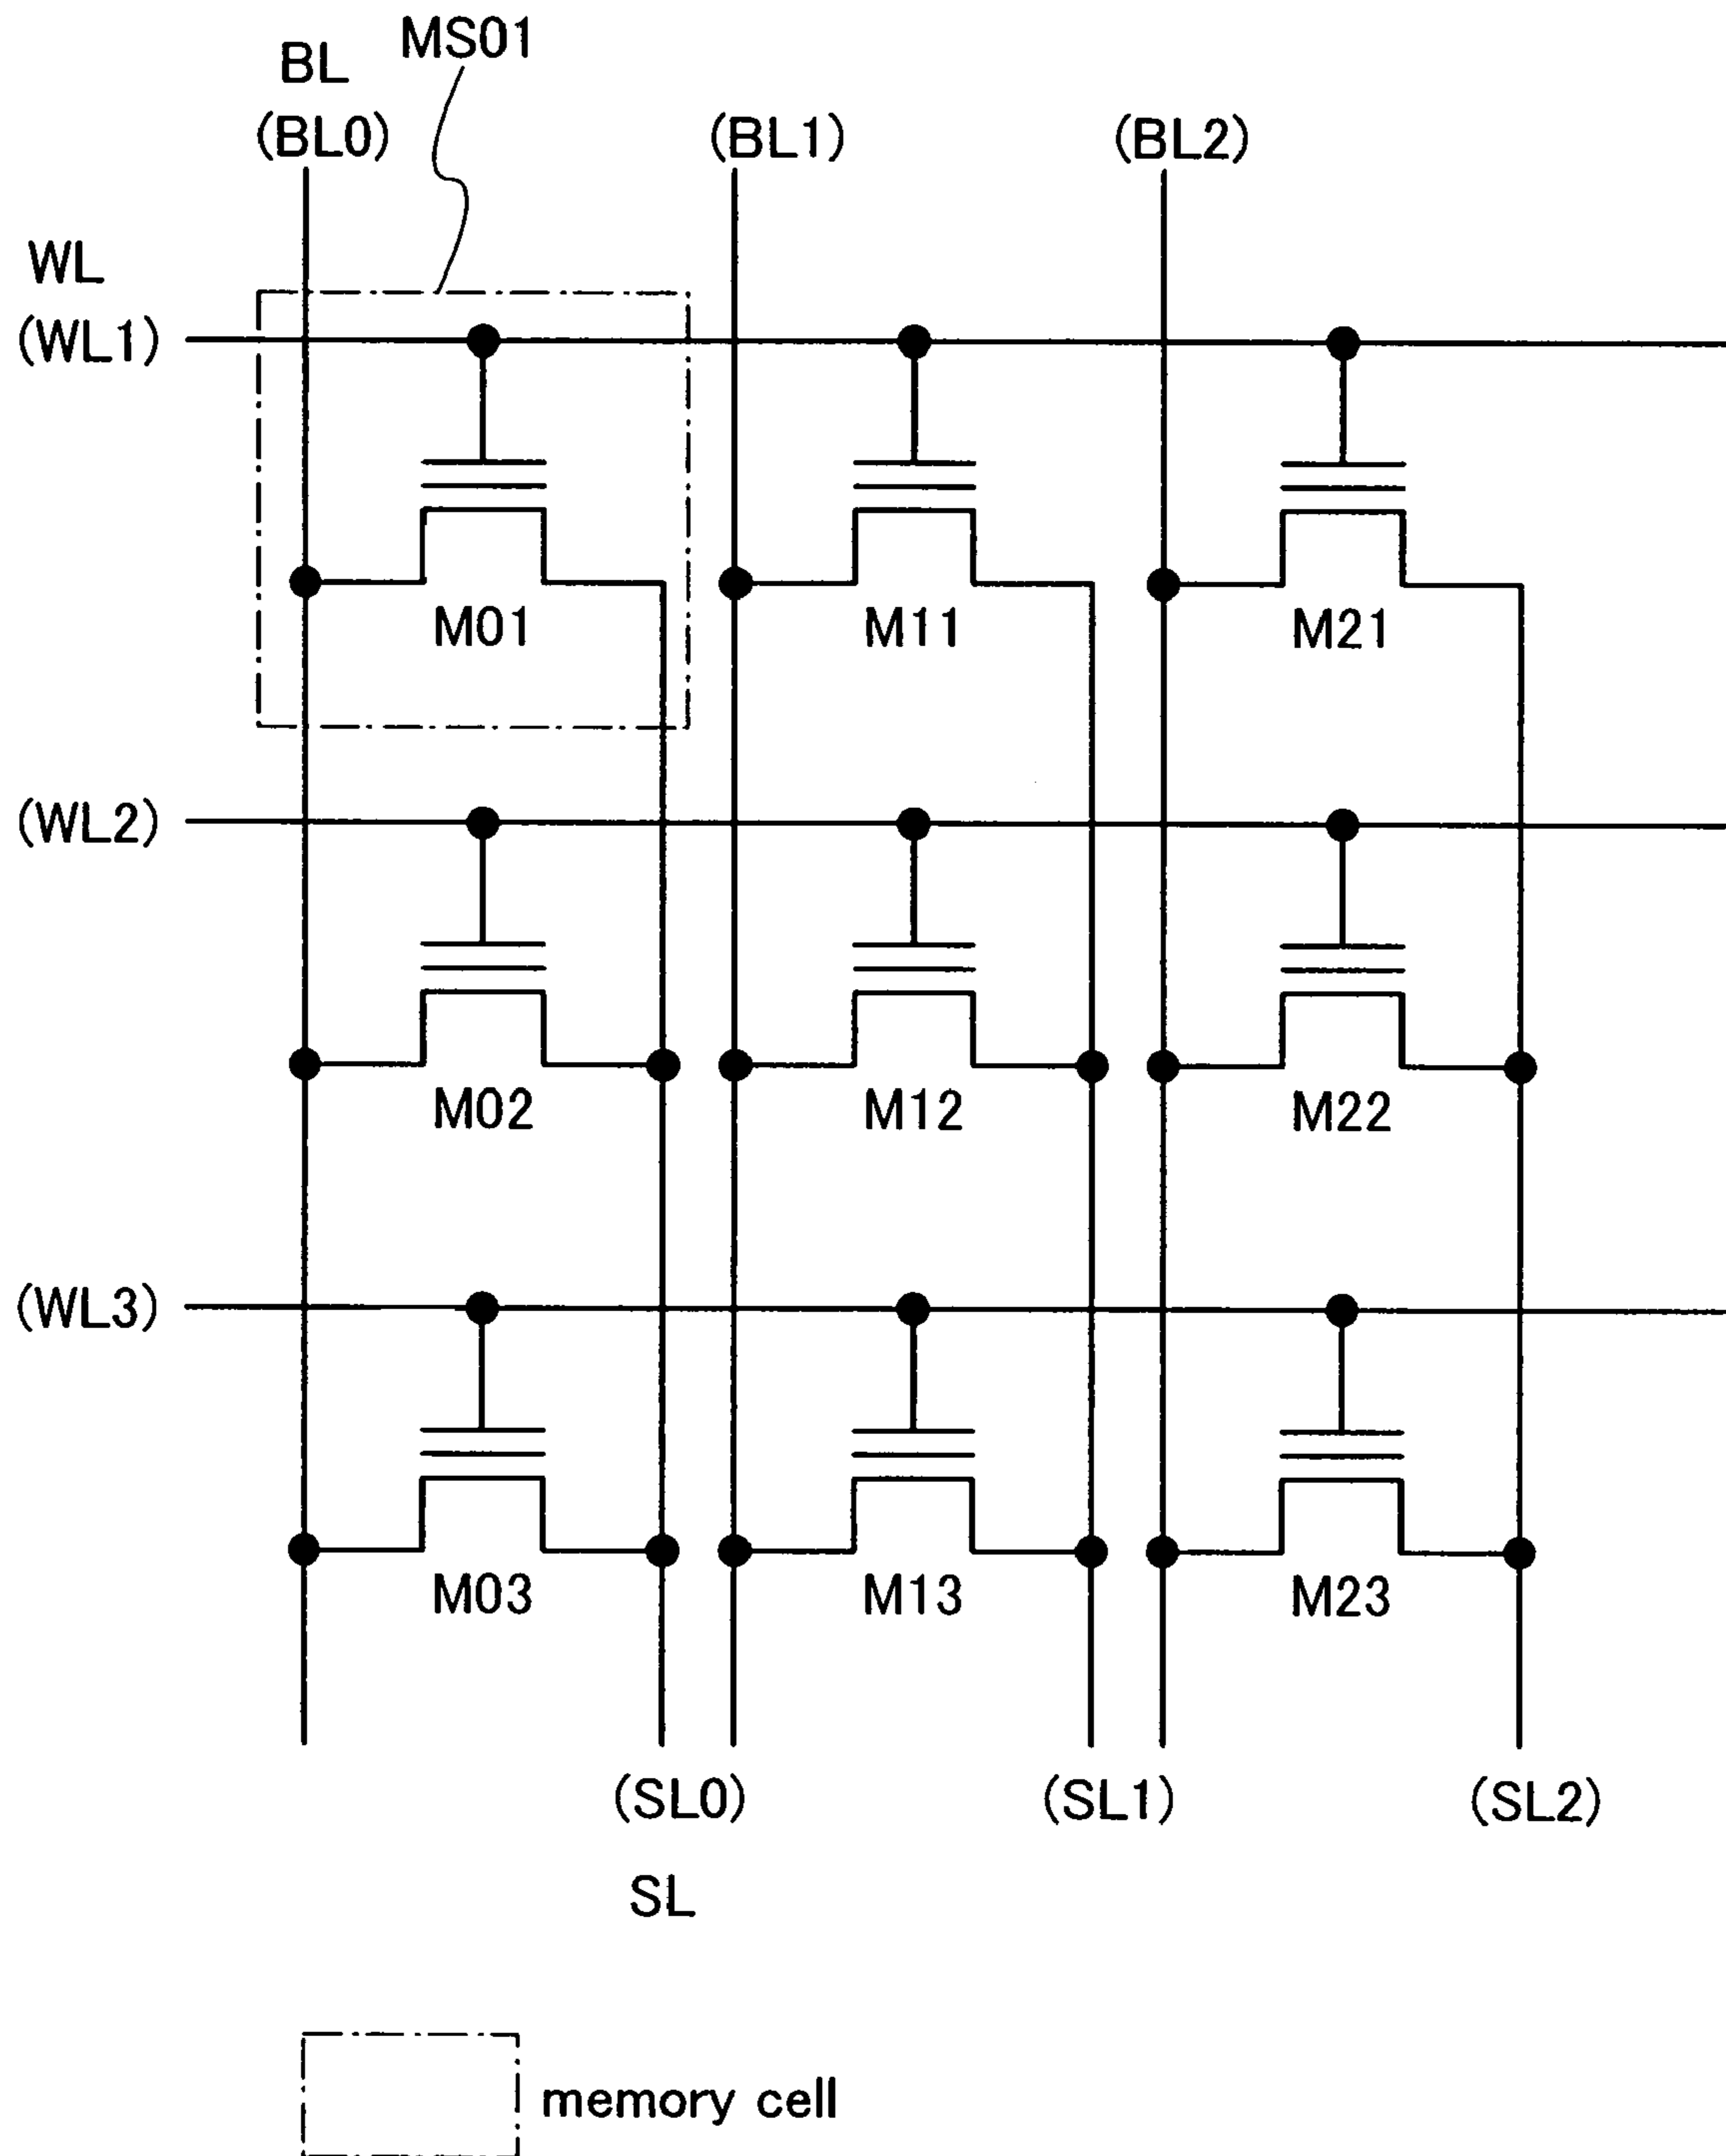 MS01
BL
(BL0)
(BL1)
(BL2)
WL
(WL1)
M01
M11
M21
(WL2)
M02
M12
M22
(WL3)
M03
M13
M23
(SL0)
(SL1)
(SL2)
SL
memory cell